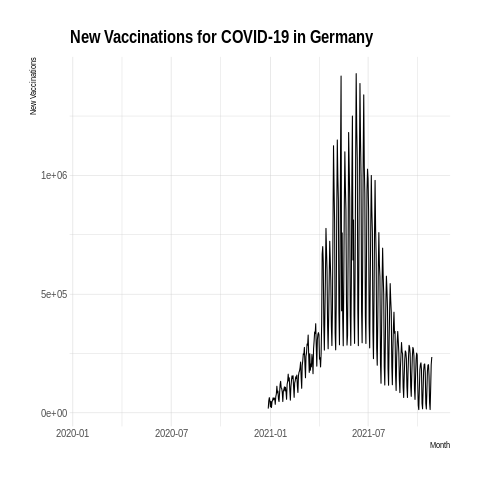 New Vaccinations for COVID-19 in Germany
New Vaccinations
1e+06
5e+05
0e+00
2020-01 2020-07 2021-01 2021-07
Month